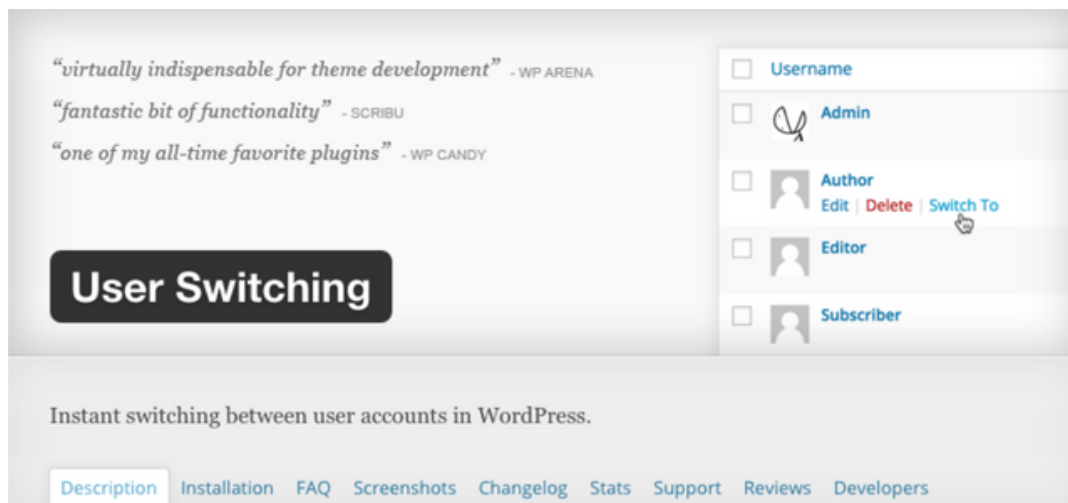 “virtually indispensable for theme development” - WP ARENA
“fantastic bit of functionality” - SCRIBU
“one of my all-time favorite plugins” - WP CANDY
User Switching
Username
Admin
Author
Edit | Delete | Switch To
Editor
Subscriber
Instant switching between user accounts in WordPress.
Description Installation FAQ Screenshots Changelog Stats Support Reviews Developers